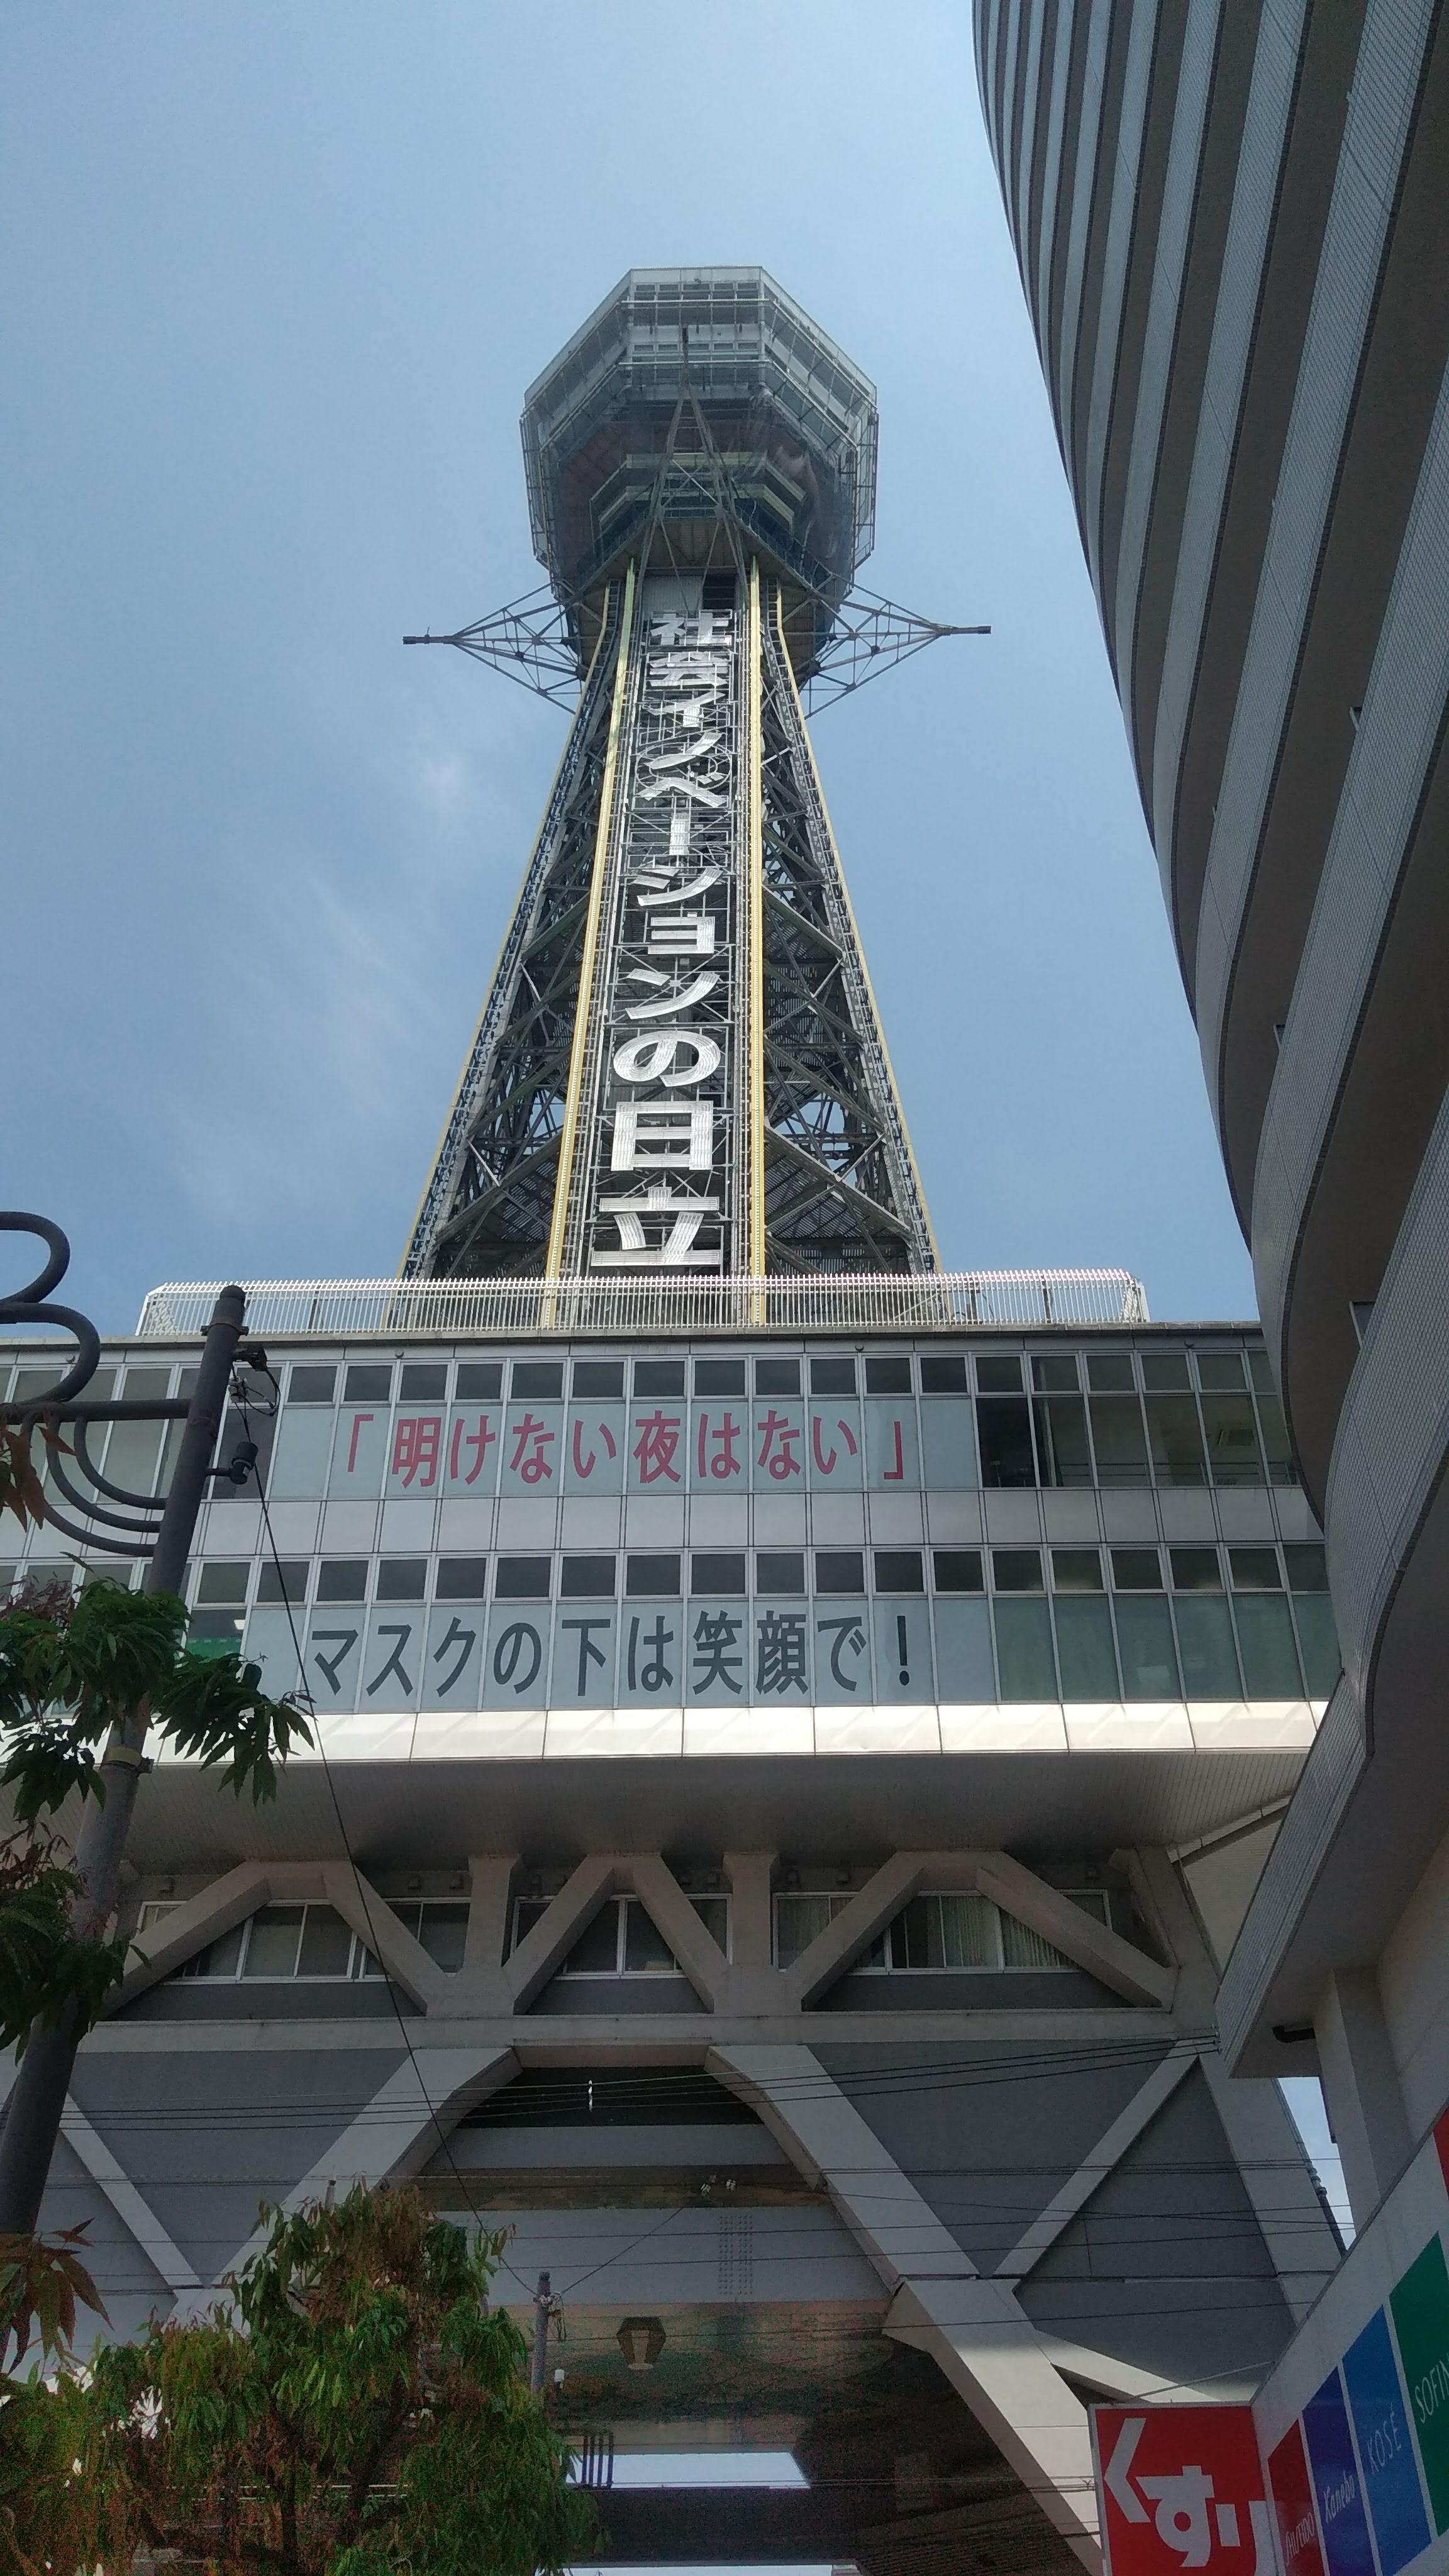 社会イノベーションの日立
「明けない夜はない」
マスクの下は笑顔で！
くすり
SHISEIDO
Kanebo
KOSÉ